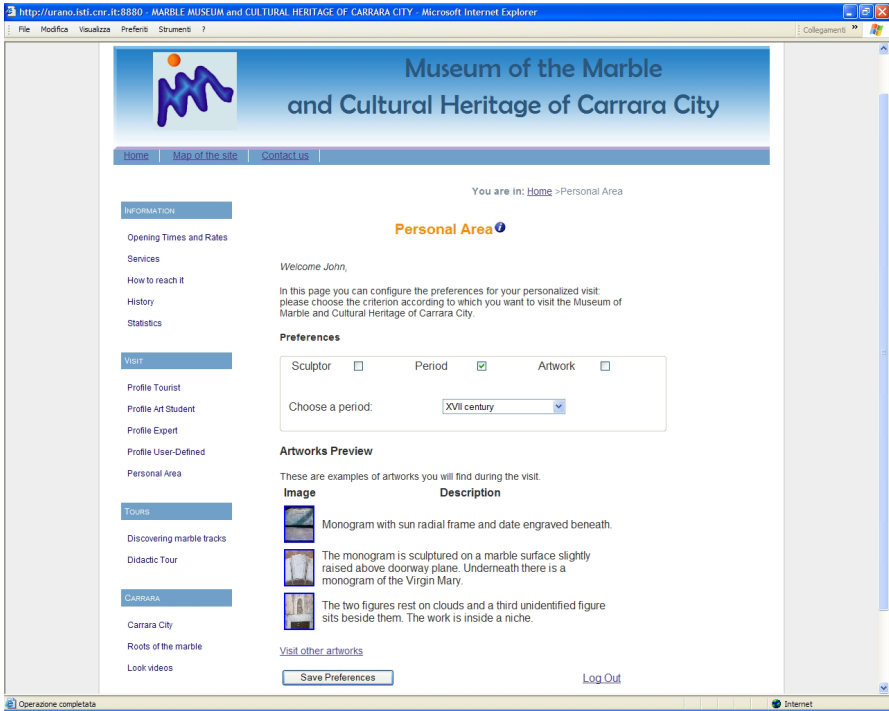 http://urano.isti.cnr.it:8880 - MARBLE MUSEUM and CULTURAL HERITAGE OF CARRARA CITY - Microsoft Internet Explorer
File Modifica Visualizza Preferiti Strumenti ?
Collegamenti »
Museum of the Marble
and Cultural Heritage of Carrara City
Home Map of the site Contact us
You are in: Home >Personal Area
INFORMATION
Opening Times and Rates
Services
How to reach it
History
Statistics
VISIT
Profile Tourist
Profile Art Student
Profile Expert
Profile User-Defined
Personal Area
TOURS
Discovering marble tracks
Didactic Tour
CARRARA
Carrara City
Roots of the marble
Look videos
Personal Area i
Welcome John,
In this page you can configure the preferences for your personalized visit:
please choose the criterion according to which you want to visit the Museum of
Marble and Cultural Heritage of Carrara City.
Preferences
Sculptor Period Artwork
Choose a period: XVII century
Artworks Preview
These are examples of artworks you will find during the visit.
Image Description
Monogram with sun radial frame and date engraved beneath.
The monogram is sculptured on a marble surface slightly
raised above doorway plane. Underneath there is a
monogram of the Virgin Mary.
The two figures rest on clouds and a third unidentified figure
sits beside them. The work is inside a niche.
Visit other artworks
Save Preferences Log Out
Operazione completata Internet